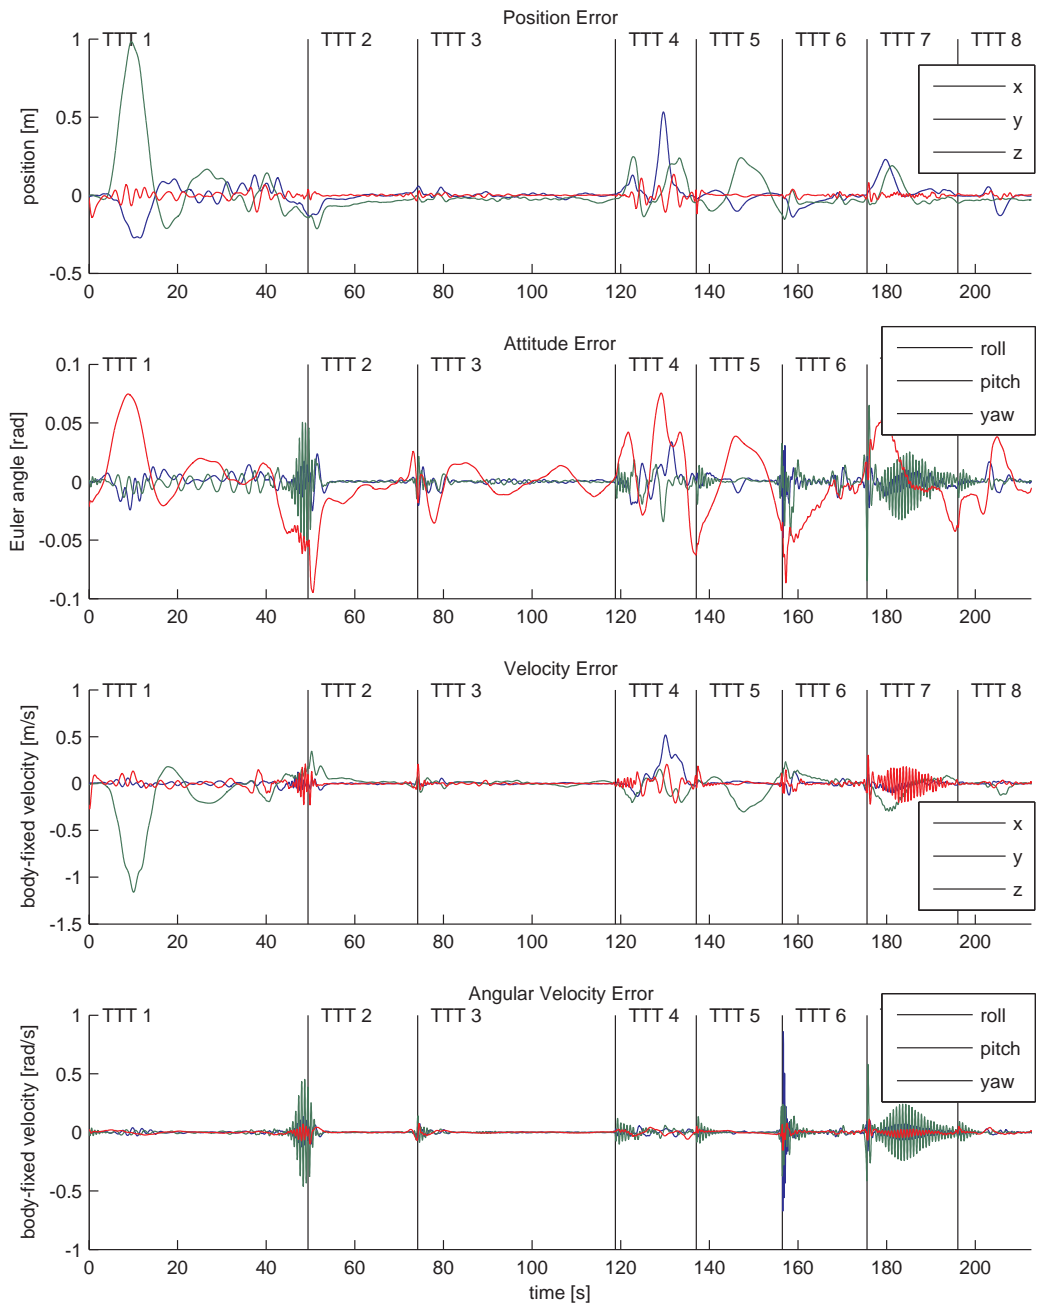 Position Error
TTT 1 TTT 2 TTT 3 TTT 4 TTT 5 TTT 6 TTT 7 TTT 8
1
0.5
0
-0.5
position [m]
x
y
z
0 20 40 60 80 100 120 140 160 180 200
Attitude Error
TTT 1 TTT 2 TTT 3 TTT 4 TTT 5 TTT 6
0.1
0.05
0
-0.05
-0.1
Euler angle [rad]
roll
pitch
yaw
0 20 40 60 80 100 120 140 160 180 200
Velocity Error
TTT 1 TTT 2 TTT 3 TTT 4 TTT 5 TTT 6 TTT 7 TTT 8
1
0.5
0
-0.5
-1
-1.5
body-fixed velocity [m/s]
x
y
z
0 20 40 60 80 100 120 140 160 180 200
Angular Velocity Error
TTT 1 TTT 2 TTT 3 TTT 4 TTT 5 TTT 6
1
0.5
0
-0.5
-1
body-fixed velocity [rad/s]
roll
pitch
yaw
0 20 40 60 80 100 120 140 160 180 200
time [s]